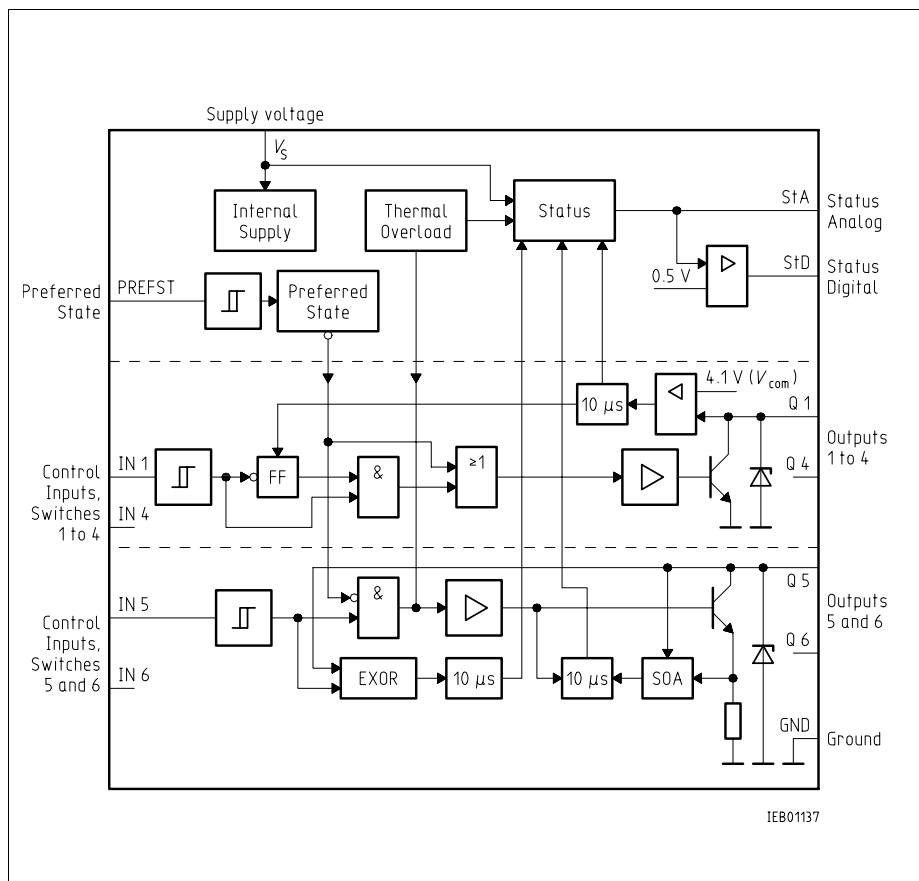 Supply voltage
VS
Internal
Supply
Thermal
Overload
Status
StA
Status
Analog
StD
Status
Digital
0.5 V
Preferred
State
PREFST
Preferred
State
4.1 V (Vcom)
10 µs
Q 1
Outputs
1 to 4
Q 4
Control
Inputs,
Switches
1 to 4
IN 1
IN 4
FF
&
≥1
Q 5
Outputs
5 and 6
Q 6
Control
Inputs,
Switches
5 and 6
IN 5
IN 6
&
EXOR
10 µs
10 µs
SOA
GND
Ground
IEB01137